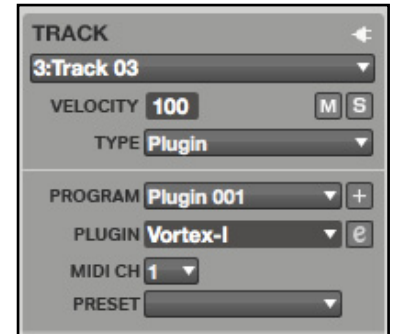 TRACK
3:Track 03
VELOCITY 100 M S
TYPE Plugin
PROGRAM Plugin 001 +
PLUGIN Vortex-I e
MIDI CH 1
PRESET